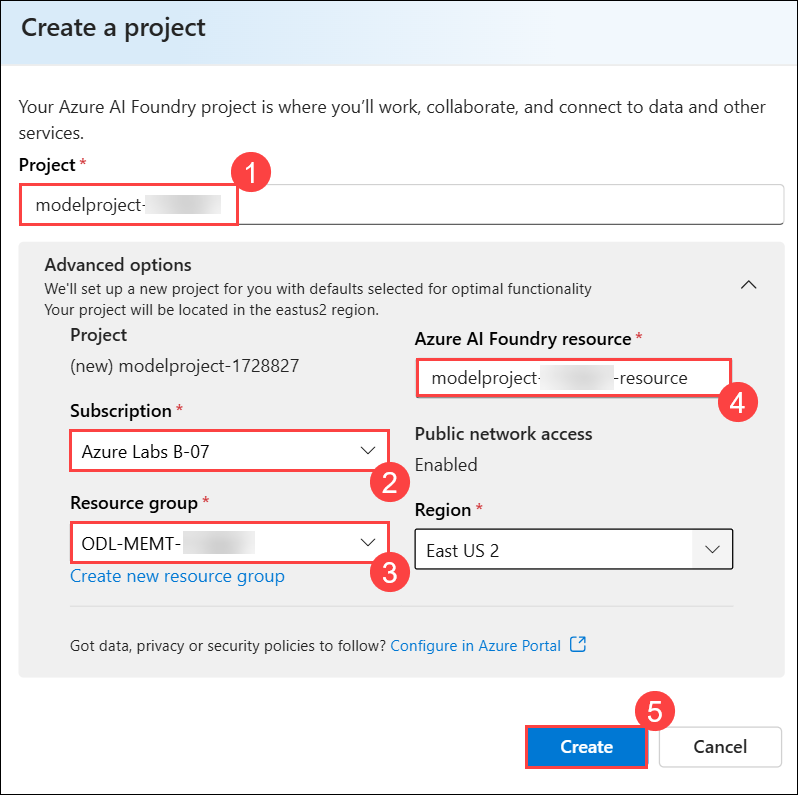 Create a project
Your Azure AI Foundry project is where you'll work, collaborate, and connect to data and other
services.
Project *
1
modelproject-
Advanced options
We'll set up a new project for you with defaults selected for optimal functionality
Your project will be located in the eastus2 region.
Project
(new) modelproject-1728827
Azure AI Foundry resource *
modelproject- -resource
4
Subscription *
Azure Labs B-07
2
Public network access
Enabled
Resource group *
ODL-MEMT-
3
Create new resource group
Region *
East US 2
Got data, privacy or security policies to follow? Configure in Azure Portal
5
Create
Cancel